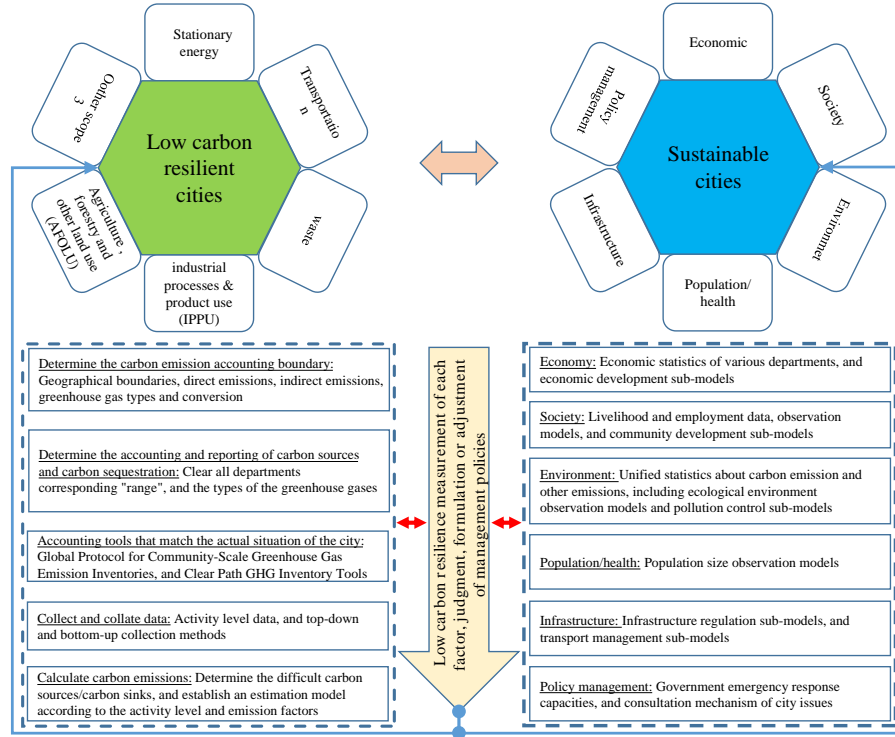 Stationary
energy
Oother scope
3
Transportatio
n
Low carbon
resilient
cities
Agriculture ,
forestry and
other land use
(AFOLU)
waste
industrial
processes &
product use
(IPPU)
Economic
Policy
management
Society
Sustainable
cities
Infrastructure
Environmet
Population/
health
Determine the carbon emission accounting boundary:
Geographical boundaries, direct emissions, indirect emissions,
greenhouse gas types and conversion
Determine the accounting and reporting of carbon sources
and carbon sequestration: Clear all departments
corresponding "range", and the types of the greenhouse gases
Accounting tools that match the actual situation of the city:
Global Protocol for Community-Scale Greenhouse Gas
Emission Inventories, and Clear Path GHG Inventory Tools
Collect and collate data: Activity level data, and top-down
and bottom-up collection methods
Calculate carbon emissions: Determine the difficult carbon
sources/carbon sinks, and establish an estimation model
according to the activity level and emission factors
Low carbon resilience measurement of each
factor, judgment, formulation or adjustment
of management policies
Economy: Economic statistics of various departments, and
economic development sub-models
Society: Livelihood and employment data, observation
models, and community development sub-models
Environment: Unified statistics about carbon emission and
other emissions, including ecological environment
observation models and pollution control sub-models
Population/health: Population size observation models
Infrastructure: Infrastructure regulation sub-models, and
transport management sub-models
Policy management: Government emergency response
capacities, and consultation mechanism of city issues